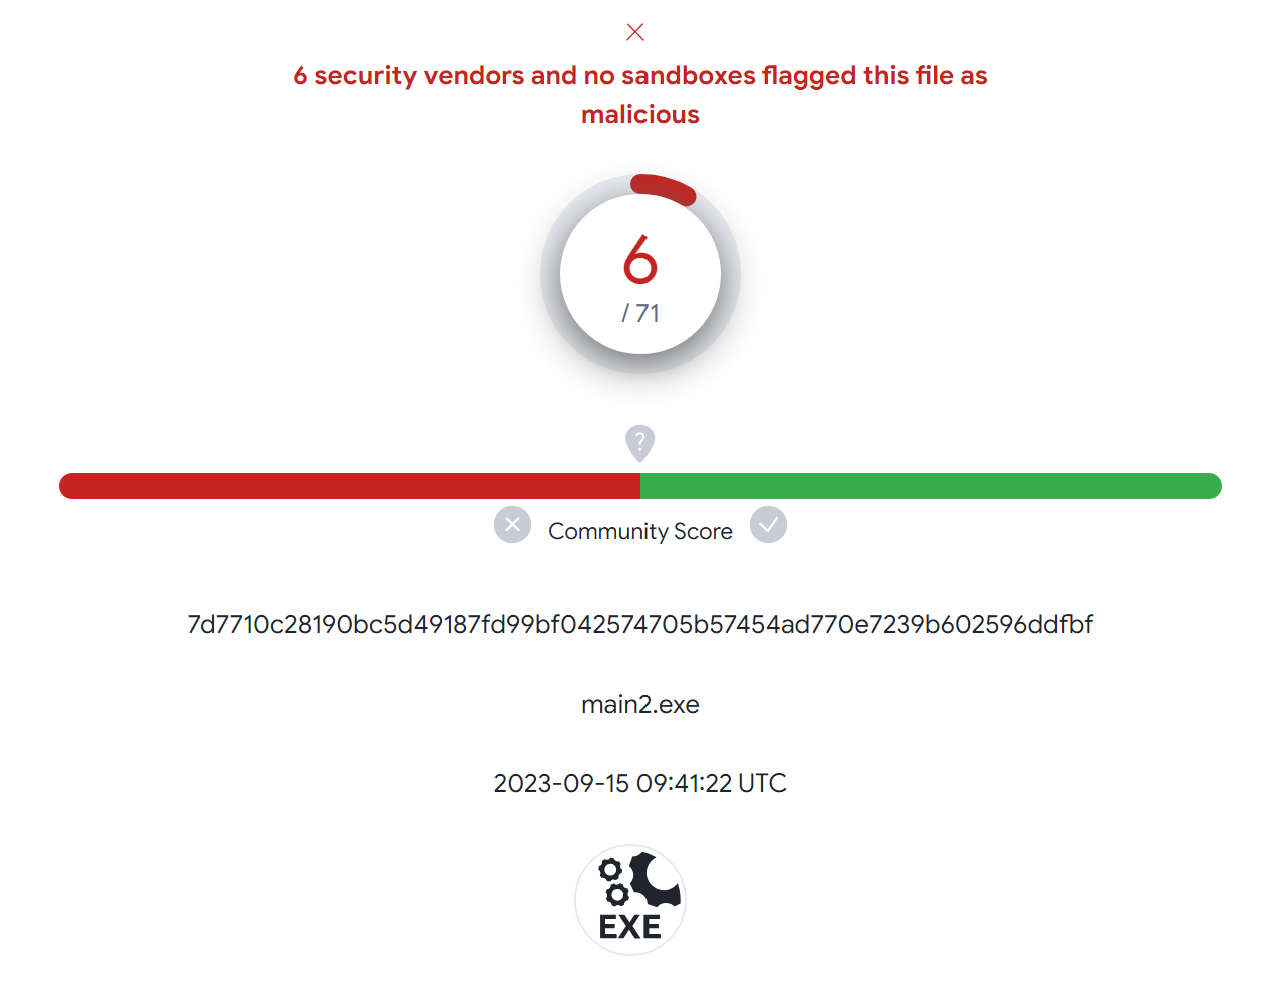 6 security vendors and no sandboxes flagged this file as
malicious
6
/ 71
?
Community Score
7d7710c28190bc5d49187fd99bf042574705b57454ad770e7239b602596ddfbf
main2.exe
2023-09-15 09:41:22 UTC
EXE